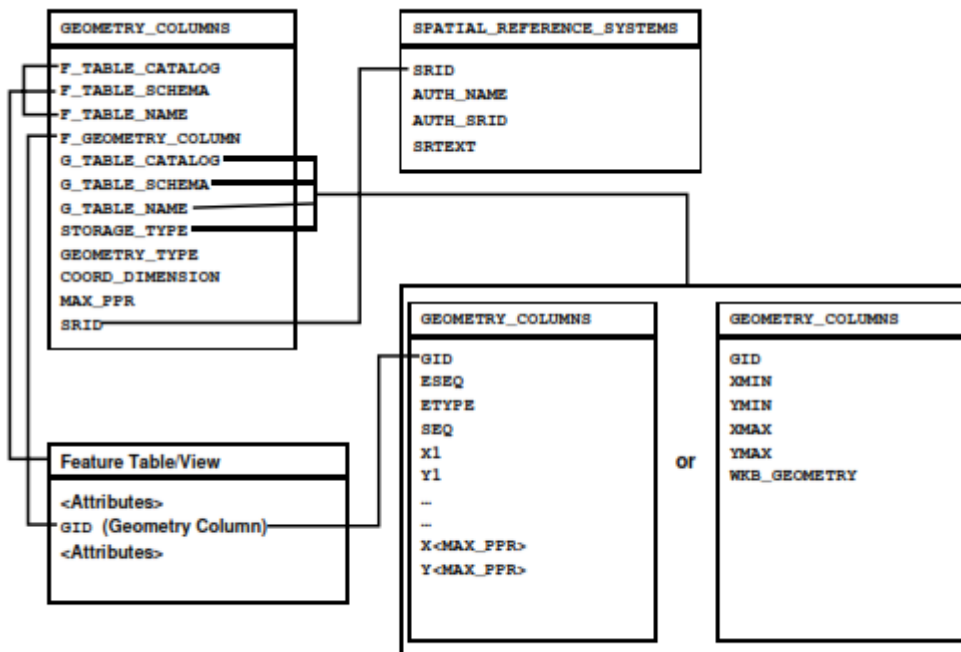 GEOMETRY_COLUMNS
F_TABLE_CATALOG
F_TABLE_SCHEMA
F_TABLE_NAME
F_GEOMETRY_COLUMN
G_TABLE_CATALOG
G_TABLE_SCHEMA
G_TABLE_NAME
STORAGE_TYPE
GEOMETRY_TYPE
COORD_DIMENSION
MAX_PPR
SRID
SPATIAL_REFERENCE_SYSTEMS
SRID
AUTH_NAME
AUTH_SRID
SRTEXT
Feature Table/View
<Attributes>
GID (Geometry Column)
<Attributes>
GEOMETRY_COLUMNS
GID
ESEQ
ETYPE
SEQ
X1
Y1
…
…
X<MAX_PPR>
Y<MAX_PPR>
or
GEOMETRY_COLUMNS
GID
XMIN
YMIN
XMAX
YMAX
WKB_GEOMETRY